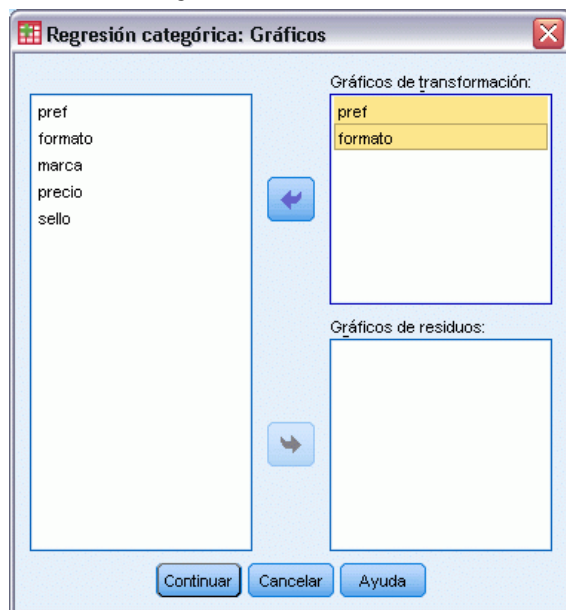 Regresión categórica: Gráficos
pref
formato
marca
precio
sello
Gráficos de transformación:
pref
formato
Gráficos de residuos:
Continuar
Cancelar
Ayuda